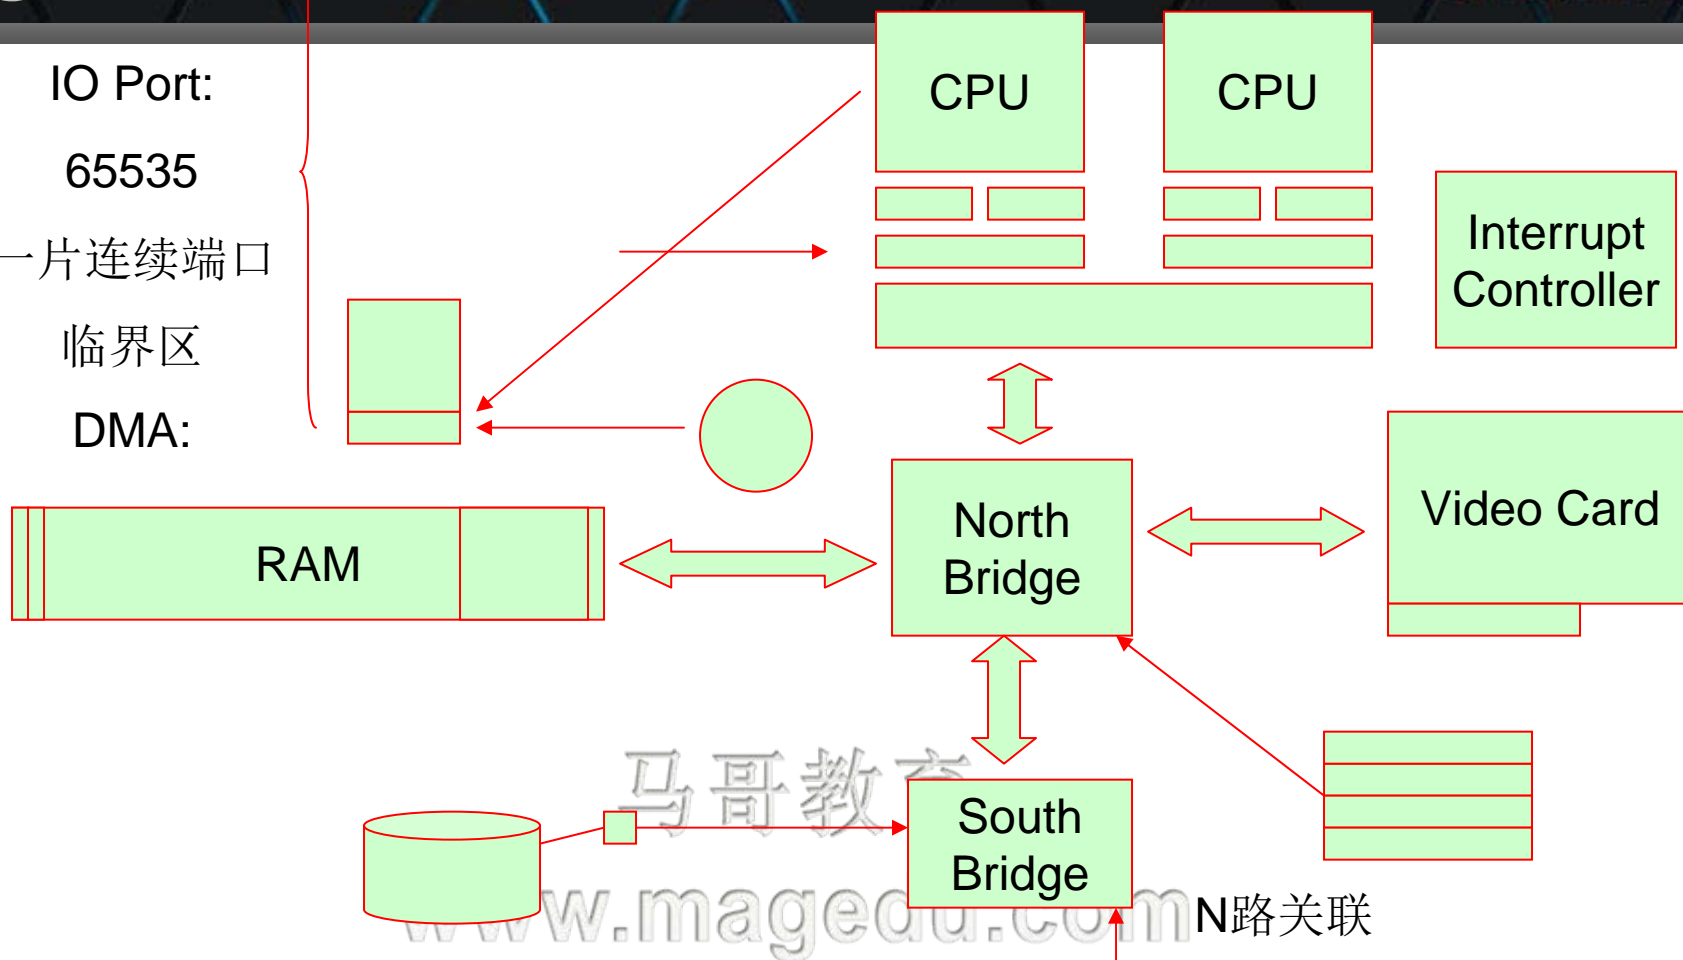 IO Port:
65535
一片连续端口
临界区
DMA:
CPU
CPU
Interrupt
Controller
RAM
North
Bridge
Video Card
马哥教育
South
Bridge
www.magedu.com
N路关联